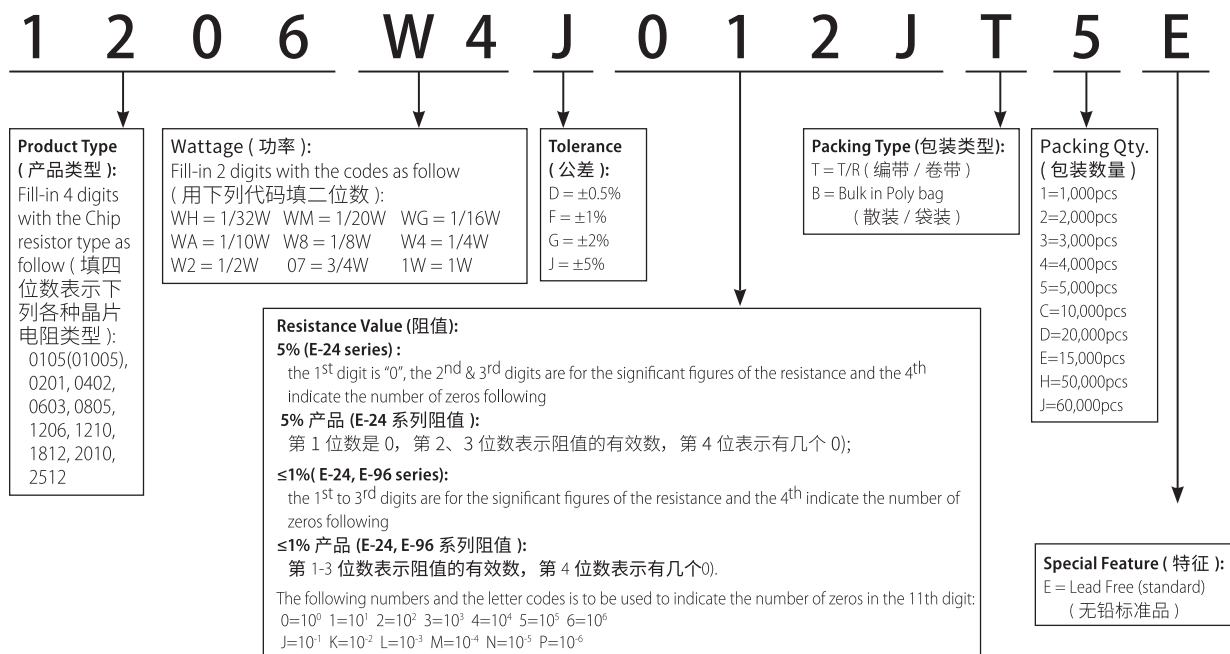 1 2 0 6 W 4 J 0 1 2 J T 5 E
Product Type
( 产品类型 ):
Fill-in 4 digits
with the Chip
resistor type as
follow ( 填四
位数表示下
列各种晶片
电阻类型 ):
0105(01005),
0201, 0402,
0603, 0805,
1206, 1210,
1812, 2010,
2512
Wattage ( 功率 ):
Fill-in 2 digits with the codes as follow
( 用下列代码填二位数 ):
WH = 1/32W WM = 1/20W WG = 1/16W
WA = 1/10W W8 = 1/8W W4 = 1/4W
W2 = 1/2W 07 = 3/4W 1W = 1W
Tolerance
( 公差 ):
D = ±0.5%
F = ±1%
G = ±2%
J = ±5%
Resistance Value (阻值):
5% (E-24 series) :
the 1st digit is “0”, the 2nd & 3rd digits are for the significant figures of the resistance and the 4th
indicate the number of zeros following
5% 产品 (E-24 系列阻值 ):
第 1 位数是 0，第 2、3 位数表示阻值的有效数，第 4 位表示有几个 0);
≤1%( E-24, E-96 series):
the 1st to 3rd digits are for the significant figures of the resistance and the 4th indicate the number of
zeros following
≤1% 产品 (E-24, E-96 系列阻值 ):
第 1-3 位数表示阻值的有效数，第 4 位数表示有几个0).
The following numbers and the letter codes is to be used to indicate the number of zeros in the 11th digit:
0=10⁰ 1=10¹ 2=10² 3=10³ 4=10⁴ 5=10⁵ 6=10⁶
J=10⁻¹ K=10⁻² L=10⁻³ M=10⁻⁴ N=10⁻⁵ P=10⁻⁶
Packing Type (包装类型):
T = T/R ( 编带 / 卷带 )
B = Bulk in Poly bag
( 散装 / 袋装 )
Packing Qty.
( 包装数量 )
1=1,000pcs
2=2,000pcs
3=3,000pcs
4=4,000pcs
5=5,000pcs
C=10,000pcs
D=20,000pcs
E=15,000pcs
H=50,000pcs
J=60,000pcs
Special Feature ( 特征 ):
E = Lead Free (standard)
( 无铅标准品 )